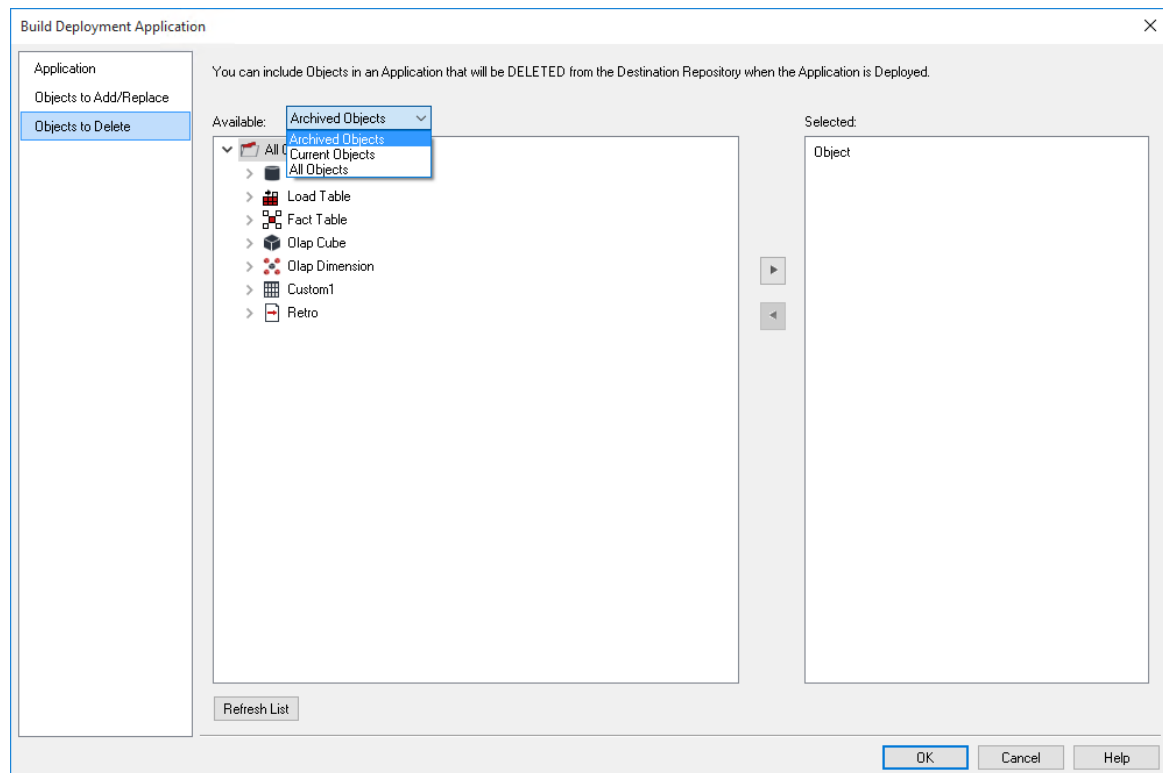 Build Deployment Application
Application
Objects to Add/Replace
Objects to Delete
You can include Objects in an Application that will be DELETED from the Destination Repository when the Application is Deployed.
Available:
Archived Objects
Archived Objects
Current Objects
All Objects
Selected:
All
Load Table
Fact Table
Olap Cube
Olap Dimension
Custom1
Retro
Object
Refresh List
OK
Cancel
Help